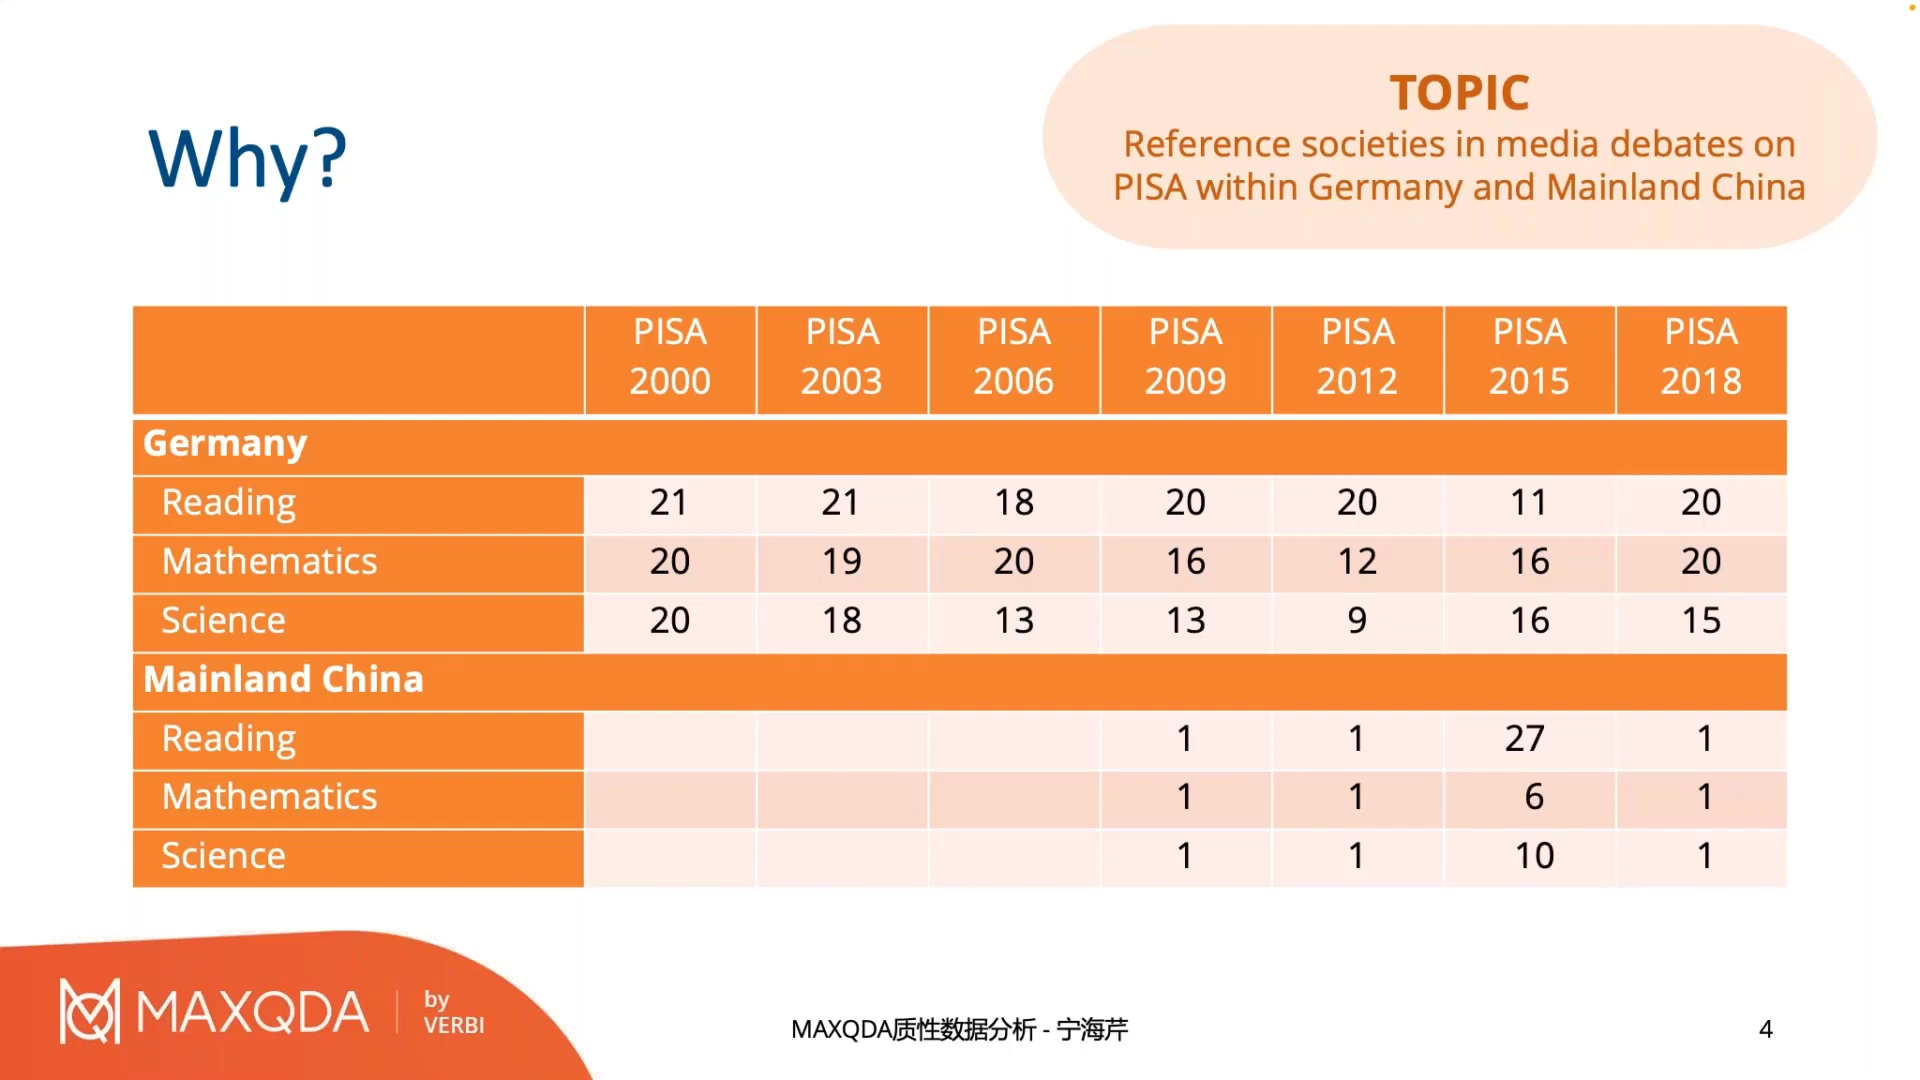 TOPIC
Reference societies in media debates on
PISA within Germany and Mainland China
Why?
PISA 2000 PISA 2003 PISA 2006 PISA 2009 PISA 2012 PISA 2015 PISA 2018
Germany
Reading 21 21 18 20 20 11 20
Mathematics 20 19 20 16 12 16 20
Science 20 18 13 13 9 16 15
Mainland China
Reading 1 1 27 1
Mathematics 1 1 6 1
Science 1 1 10 1
MAXQDA by VERBI
MAXQDA质性数据分析 - 宁海芹
4